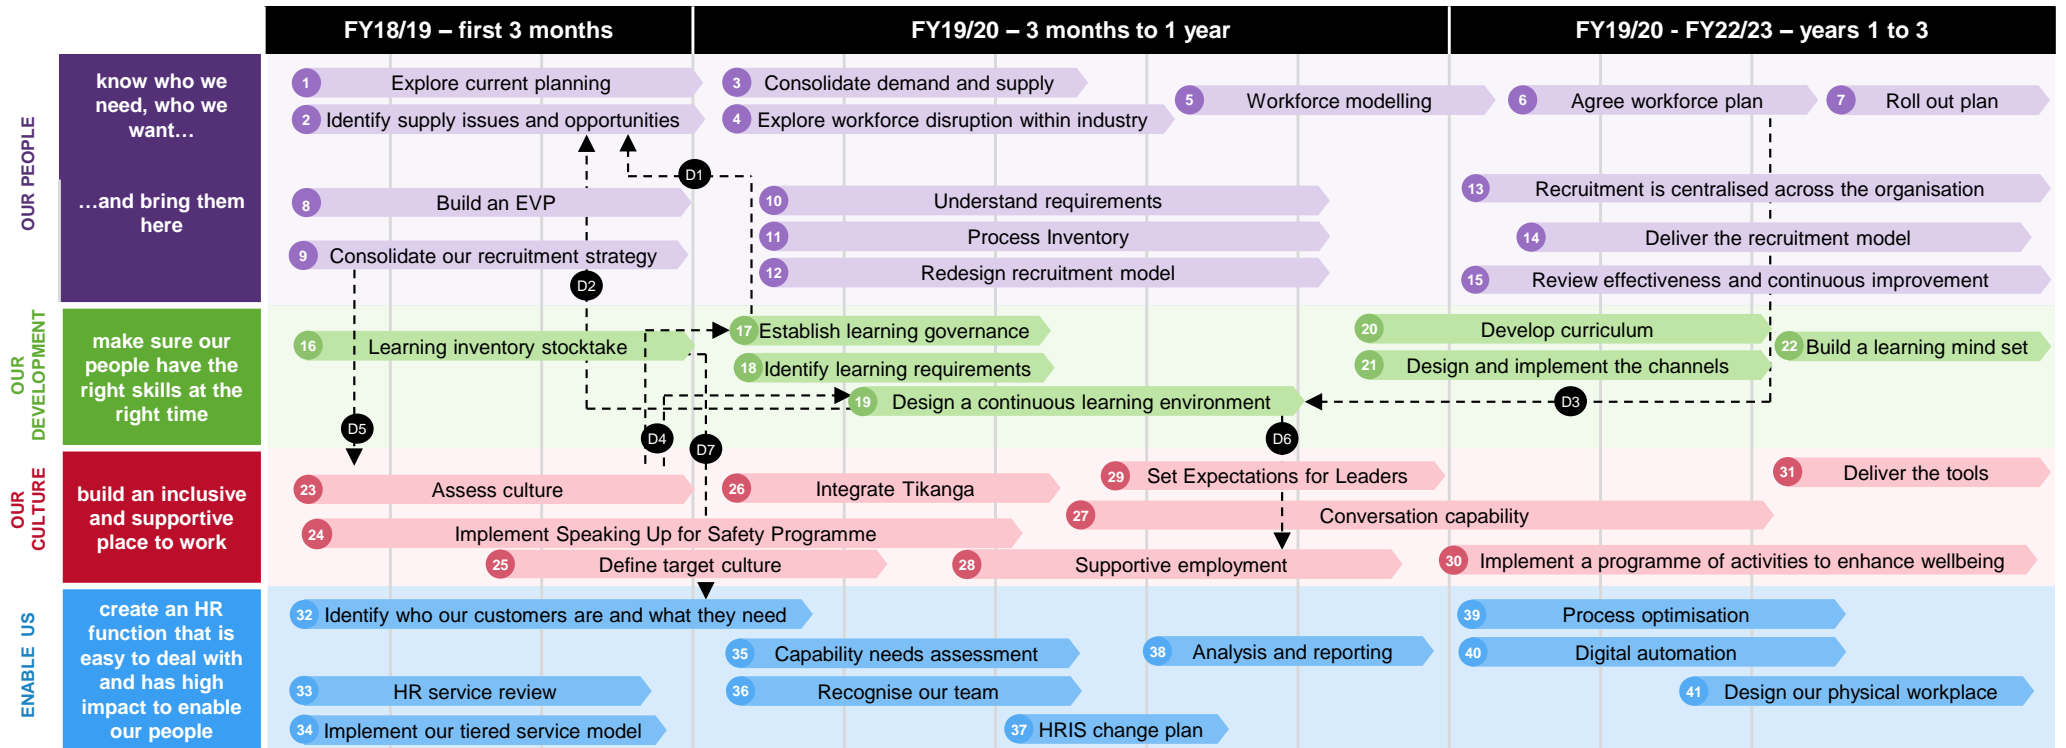 FY18/19 – first 3 months
FY19/20 – 3 months to 1 year
FY19/20 - FY22/23 – years 1 to 3
OUR PEOPLE
know who we
need, who we
want…
1 Explore current planning
2 Identify supply issues and opportunities
3 Consolidate demand and supply
4 Explore workforce disruption within industry
5 Workforce modelling
6 Agree workforce plan
7 Roll out plan
D1
…and bring them
here
8 Build an EVP
9 Consolidate our recruitment strategy
10 Understand requirements
11 Process Inventory
12 Redesign recruitment model
13 Recruitment is centralised across the organisation
14 Deliver the recruitment model
15 Review effectiveness and continuous improvement
D2
OUR
DEVELOPMENT
make sure our
people have the
right skills at the
right time
16 Learning inventory stocktake
17 Establish learning governance
18 Identify learning requirements
19 Design a continuous learning environment
20 Develop curriculum
21 Design and implement the channels
22 Build a learning mind set
D3
D5
D4
D7
D6
OUR
CULTURE
build an inclusive
and supportive
place to work
23 Assess culture
24 Implement Speaking Up for Safety Programme
25 Define target culture
26 Integrate Tikanga
29 Set Expectations for Leaders
27 Conversation capability
28 Supportive employment
31 Deliver the tools
30 Implement a programme of activities to enhance wellbeing
ENABLE US
create an HR
function that is
easy to deal with
and has high
impact to enable
our people
32 Identify who our customers are and what they need
33 HR service review
34 Implement our tiered service model
35 Capability needs assessment
36 Recognise our team
37 HRIS change plan
38 Analysis and reporting
39 Process optimisation
40 Digital automation
41 Design our physical workplace